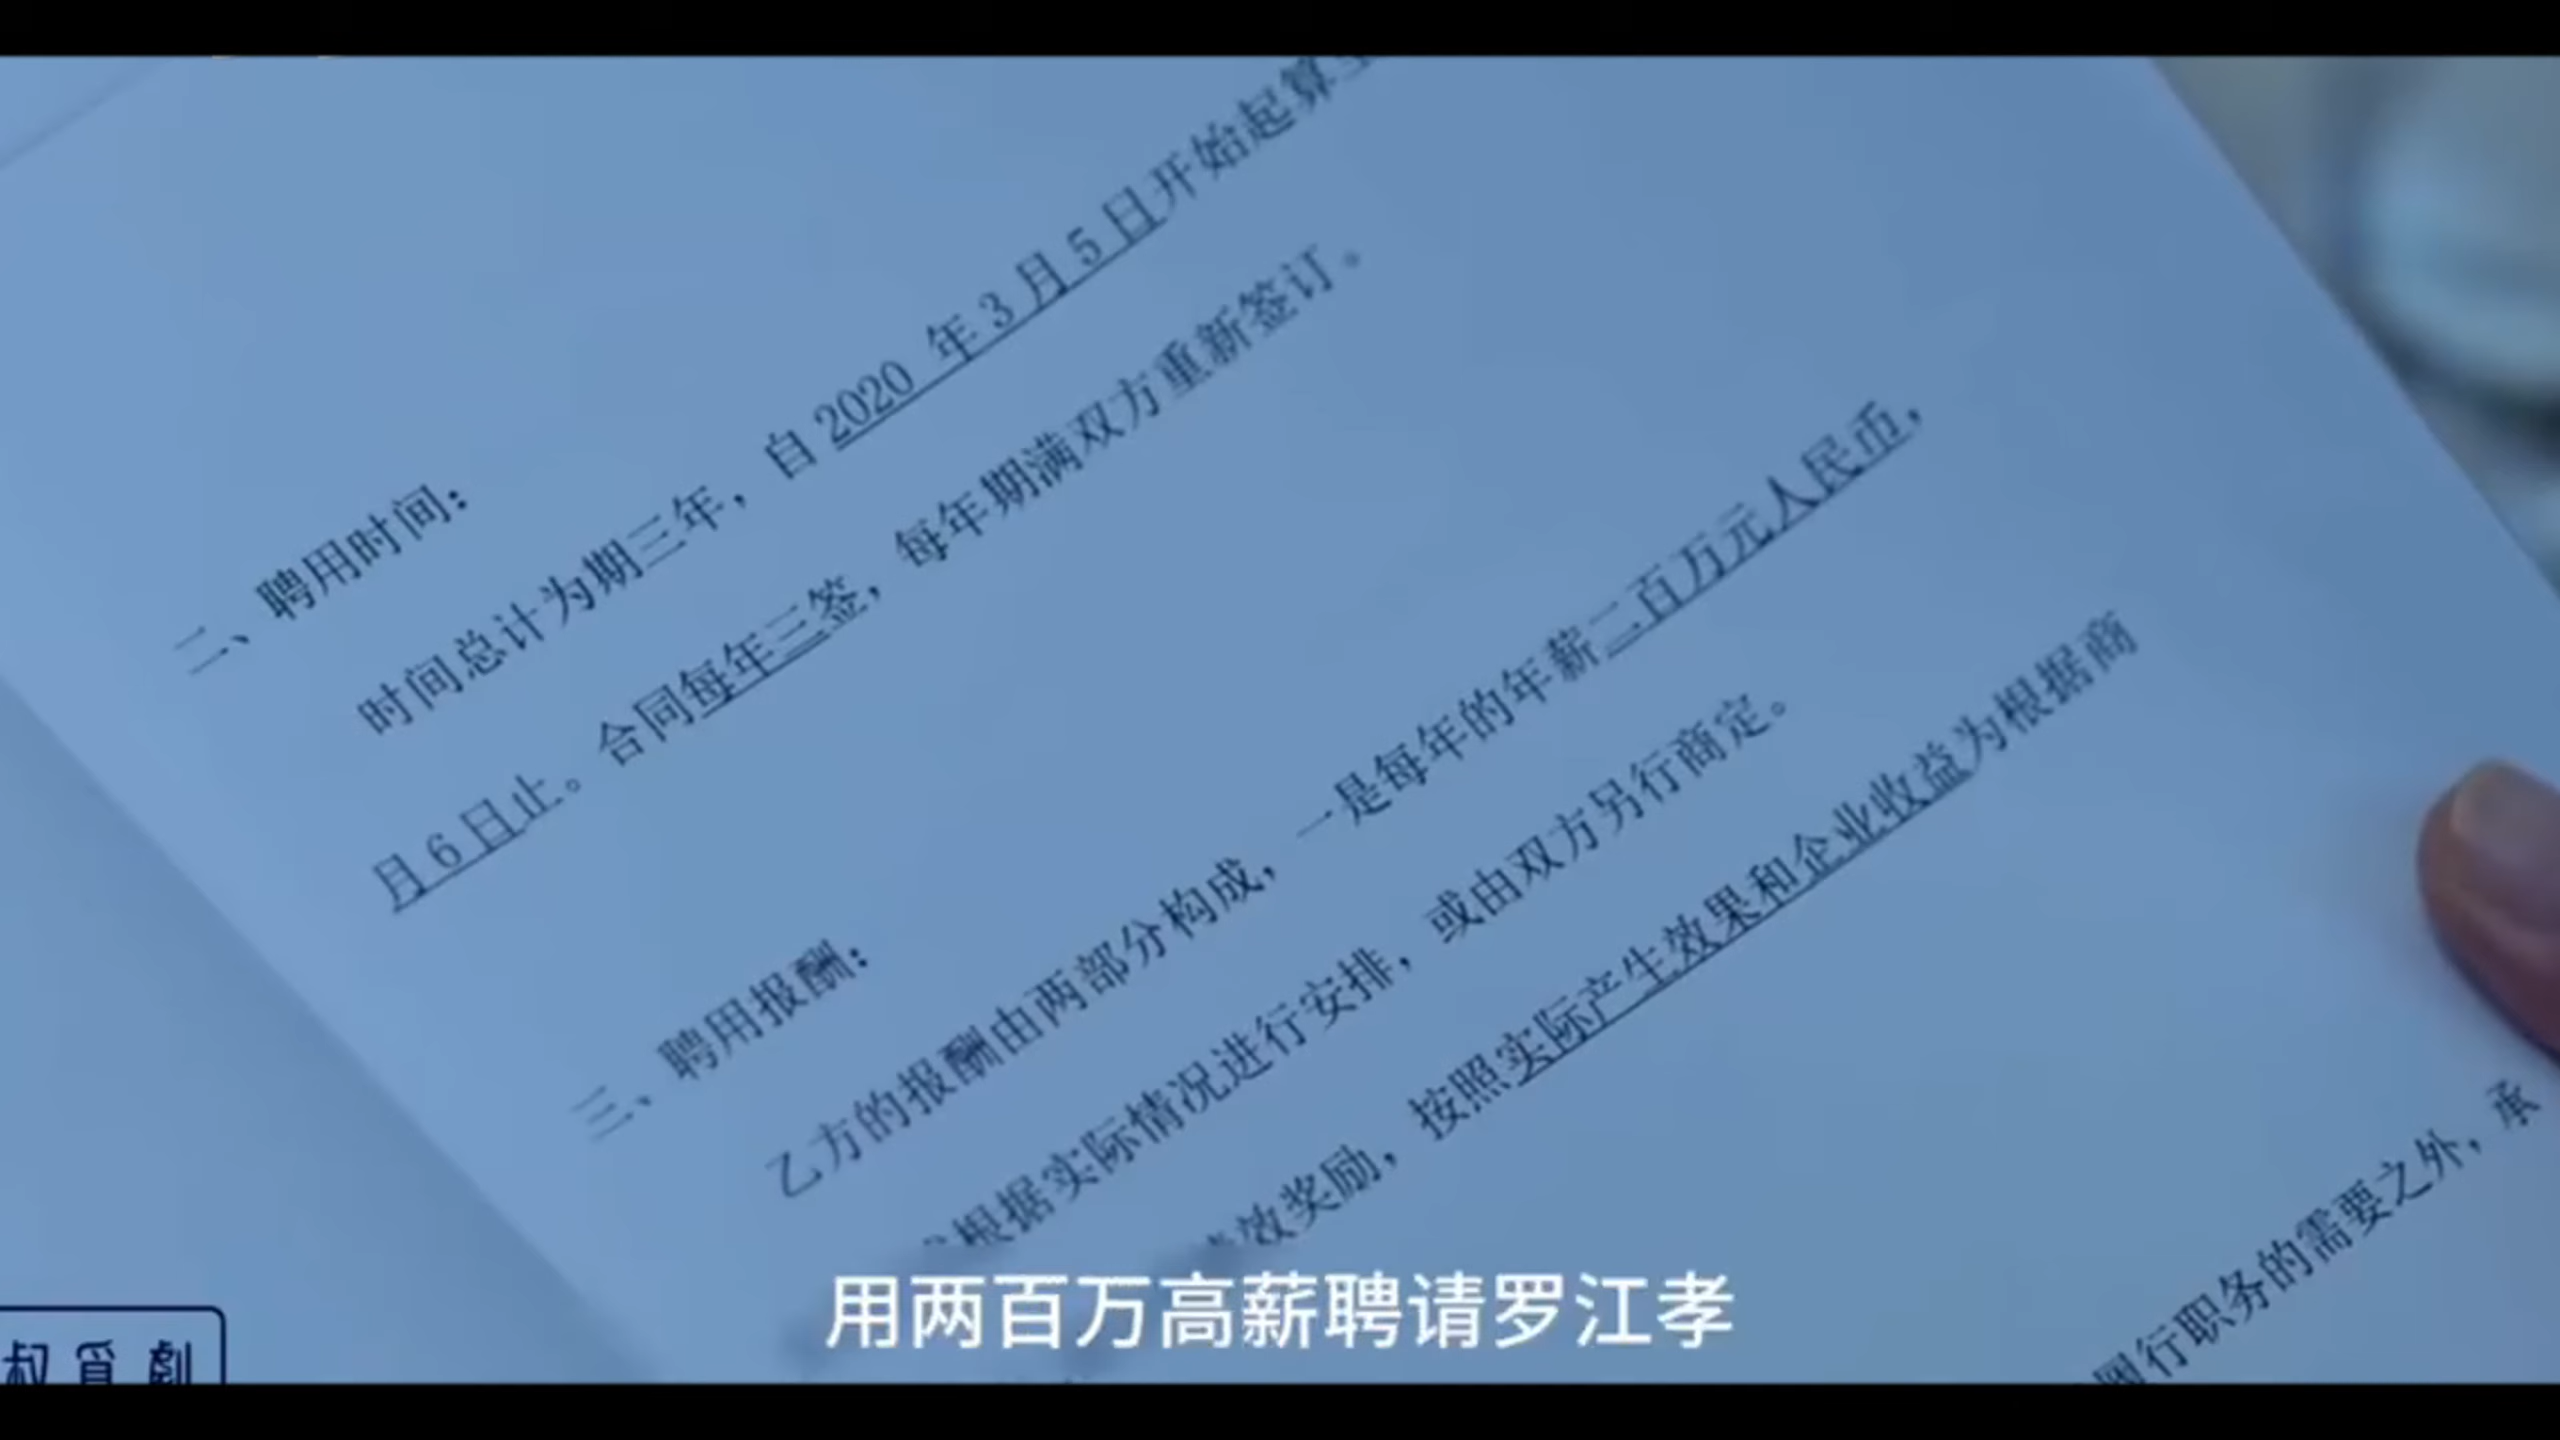 二、聘用时间：
时间总计为期三年，自 2020 年 3 月 5 日开始起算
月 6 日止。合同每年三签，每年期满双方重新签订。
三、聘用报酬：
乙方的报酬由两部分构成，一是每年的年薪二百万元人民币，
根据实际情况进行安排，或由双方另行商定。
效奖励，按照实际产生效果和企业收益为根据商
行职务的需要之外，承
用两百万高薪聘请罗江孝
叔覓劇